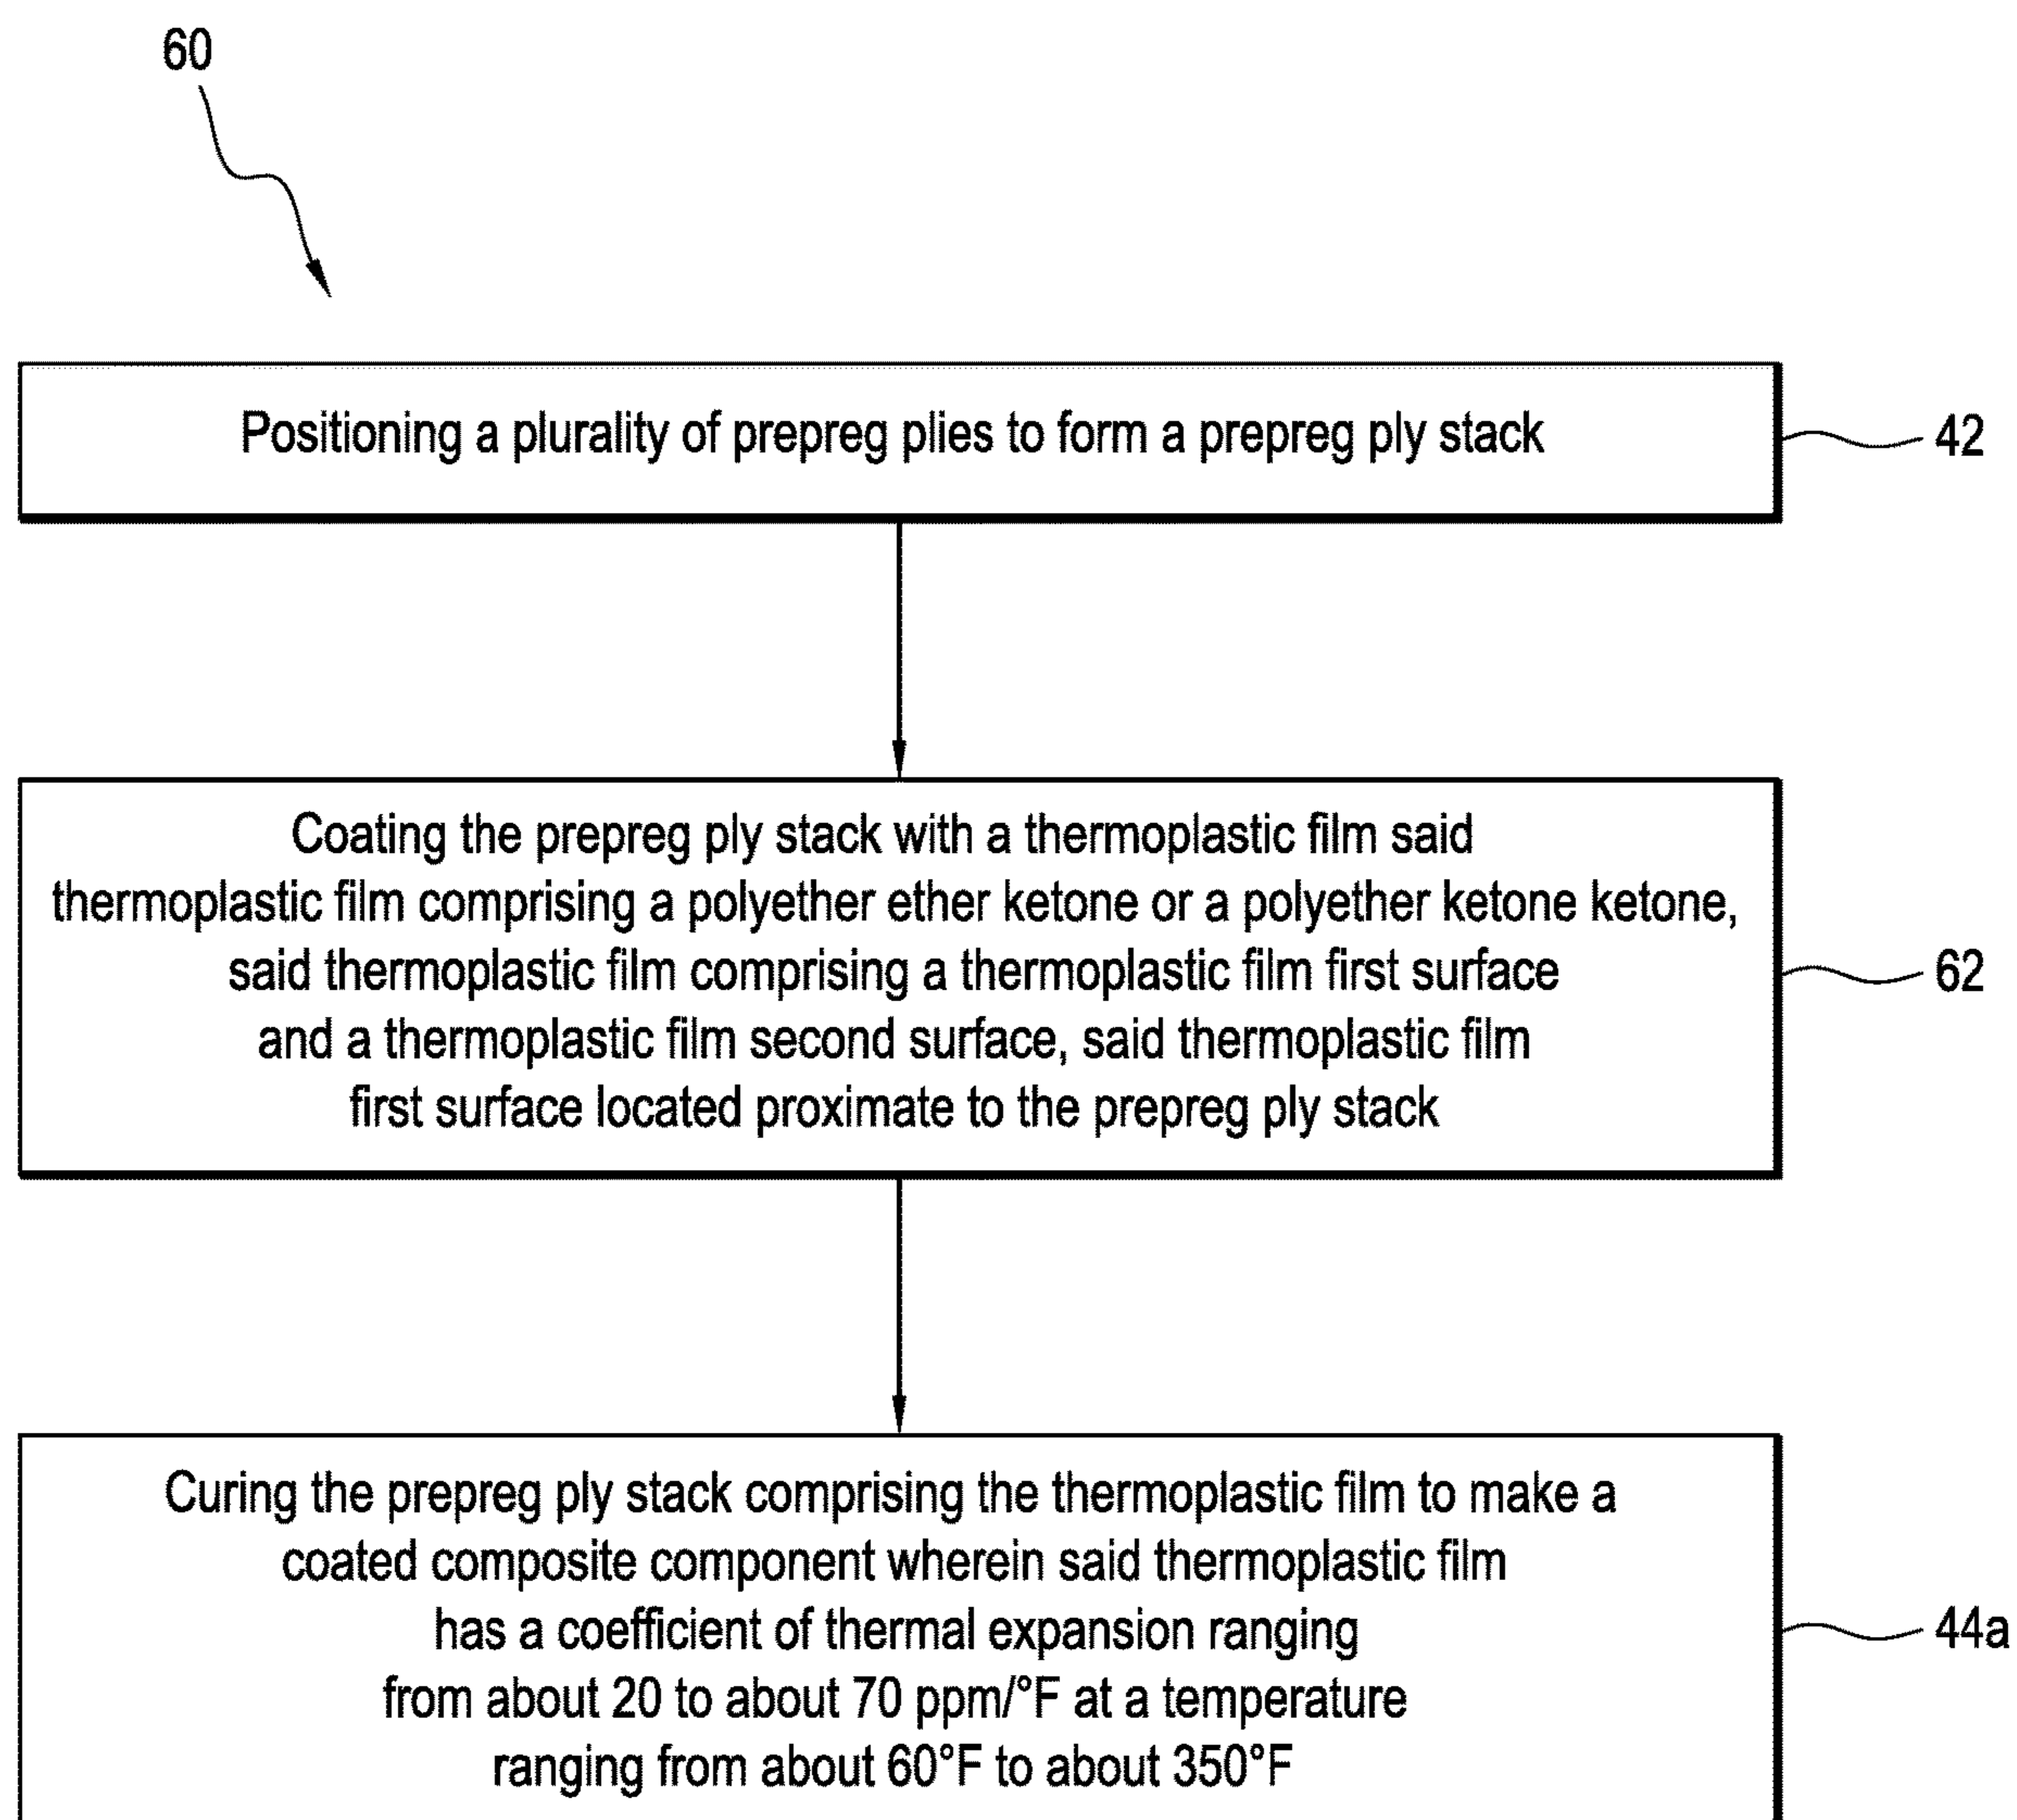 60
Positioning a plurality of prepreg plies to form a prepreg ply stack
42
Coating the prepreg ply stack with a thermoplastic film said
thermoplastic film comprising a polyether ether ketone or a polyether ketone ketone,
said thermoplastic film comprising a thermoplastic film first surface
and a thermoplastic film second surface, said thermoplastic film
first surface located proximate to the prepreg ply stack
62
Curing the prepreg ply stack comprising the thermoplastic film to make a
coated composite component wherein said thermoplastic film
has a coefficient of thermal expansion ranging
from about 20 to about 70 ppm/°F at a temperature
ranging from about 60°F to about 350°F
44a